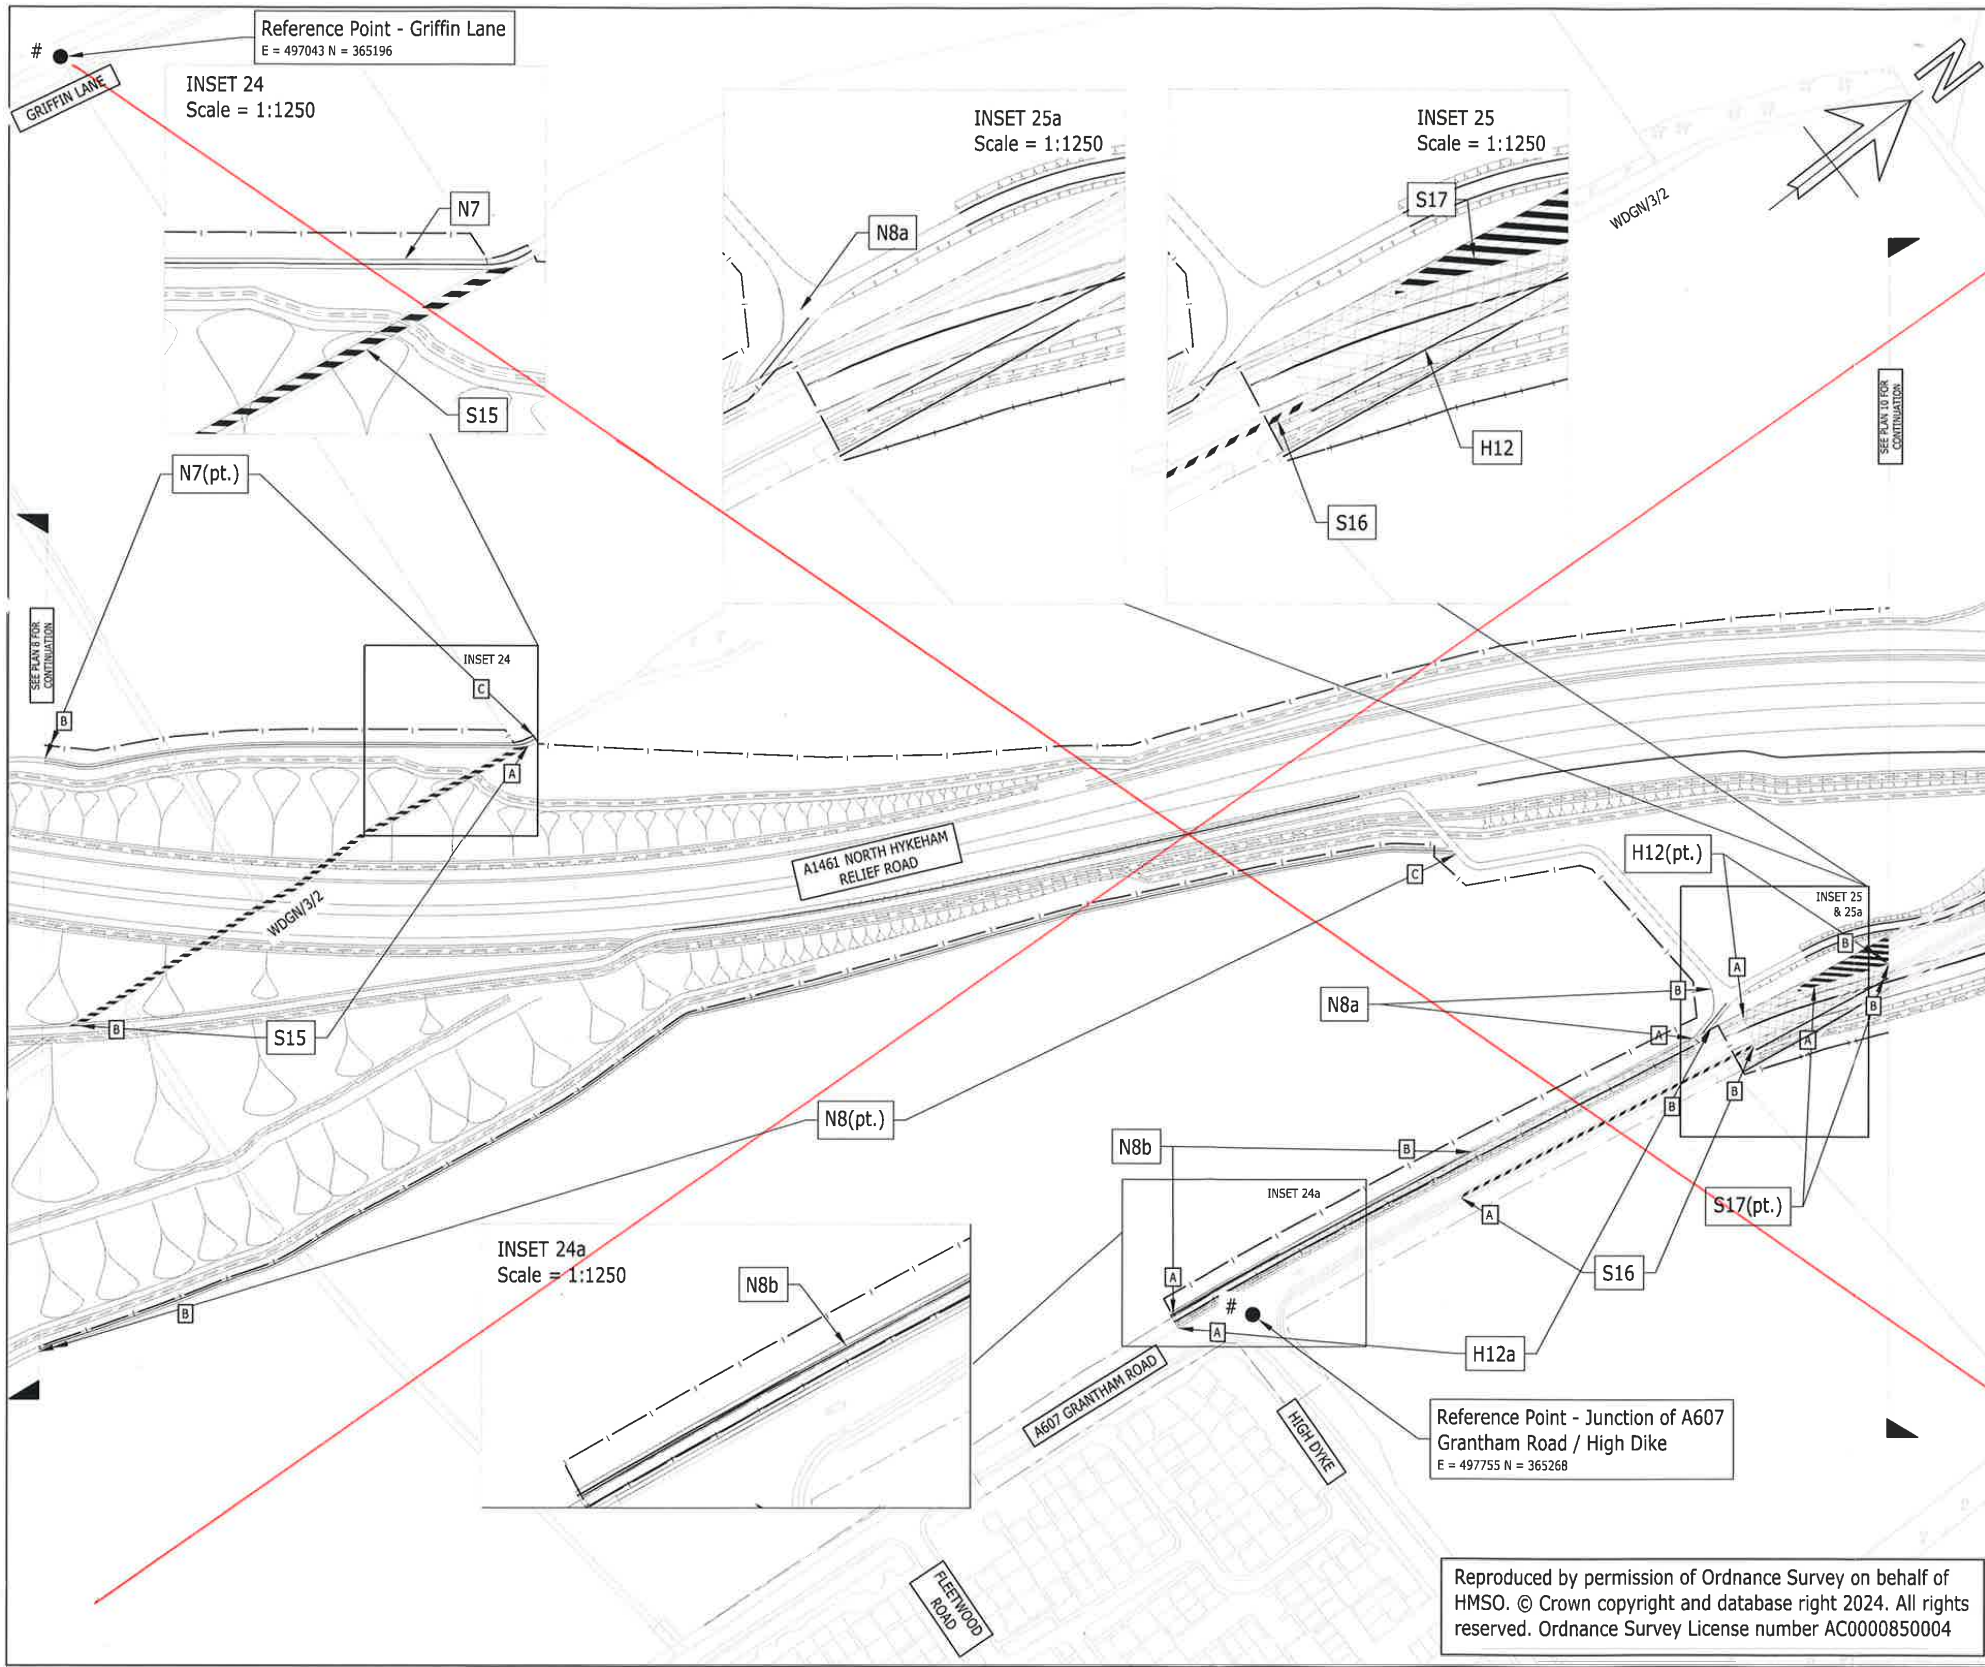 Reference Point - Griffin Lane
E = 497043 N = 365196
#
GRIFFIN LANE
INSET 24
Scale = 1:1250
N7
S15
INSET 25a
Scale = 1:1250
N8a
INSET 25
Scale = 1:1250
S17
H12
S16
WDGN/3/2
N
SEE PLAN 10 FOR
CONTINUATION
N7(pt.)
SEE PLAN 8 FOR
CONTINUATION
INSET 24
C
B
A
A1461 NORTH HYKEHAM
RELIEF ROAD
WDGN/3/2
B
S15
C
H12(pt.)
INSET 25
& 25a
B
A
B
B
A
A
N8a
B
B
N8(pt.)
N8b
B
INSET 24a
A
S17(pt.)
S16
A
#
A
H12a
B
INSET 24a
Scale = 1:1250
N8b
A607 GRANTHAM ROAD
HIGH DYKE
Reference Point - Junction of A607
Grantham Road / High Dike
E = 497755 N = 365268
FLEETWOOD
ROAD
Reproduced by permission of Ordnance Survey on behalf of
HMSO. © Crown copyright and database right 2024. All rights
reserved. Ordnance Survey License number AC0000850004